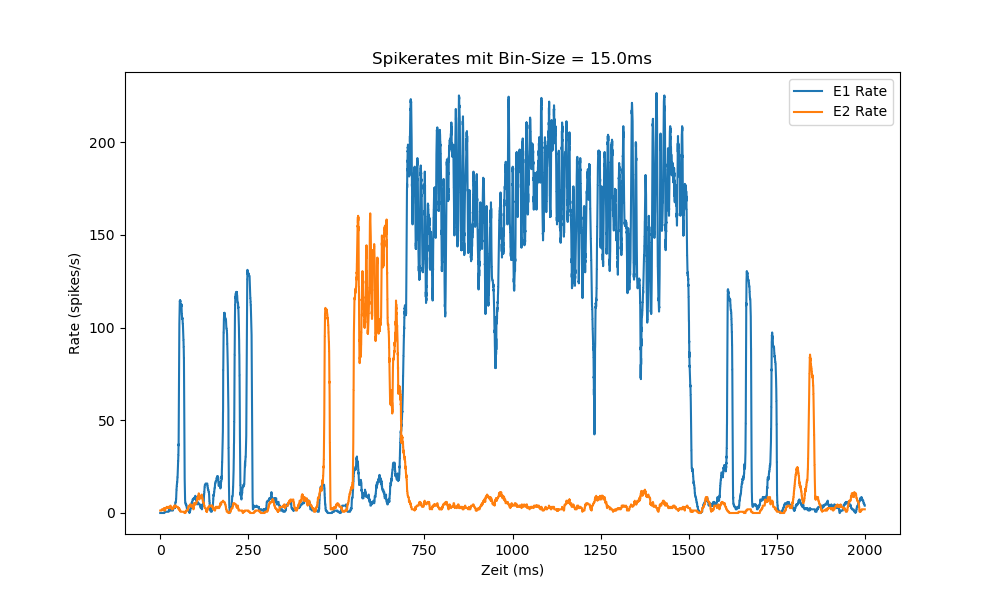 Spikerates mit Bin-Size = 15.0ms
E1 Rate
E2 Rate
Rate (spikes/s)
200
150
100
50
0
0 250 500 750 1000 1250 1500 1750 2000
Zeit (ms)